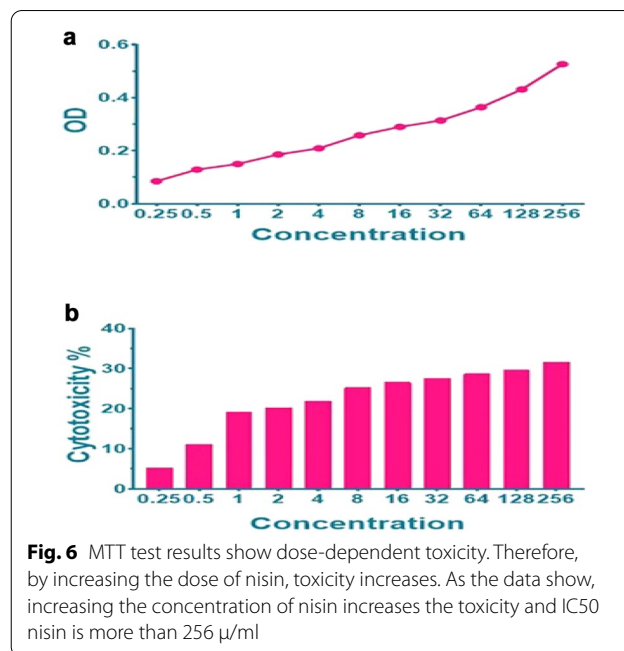 a
0.6
0.4
0.2
0.0
OD
0.25 0.5 1 2 4 8 16 32 64 128 256
Concentration
b
40
30
20
10
0
Cytotoxicity %
0.25 0.5 1 2 4 8 16 32 64 128 256
Concentration
Fig. 6 MTT test results show dose-dependent toxicity. Therefore,
by increasing the dose of nisin, toxicity increases. As the data show,
increasing the concentration of nisin increases the toxicity and IC50
nisin is more than 256 μ/ml